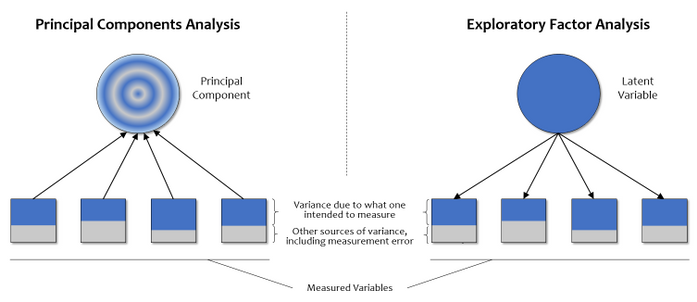 Principal Components Analysis
Exploratory Factor Analysis
Principal
Component
Latent
Variable
Variance due to what one
intended to measure
Other sources of variance,
including measurement error
Measured Variables